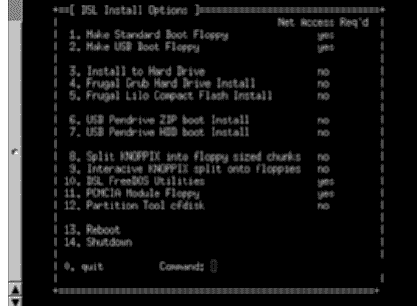 [ DSL Install Options ]
Net Access Req'd
1. Make Standard Boot Floppy yes
2. Make USB Boot Floppy yes
3. Install to Hard Drive no
4. Frugal Grub Hard Drive Install no
5. Frugal Lilo Compact Flash Install no
6. USB Pendrive ZIP boot Install no
7. USB Pendrive HDD boot Install no
8. Split KNOPPIX into floppy sized chunks no
9. Interacive KNOPPIX split onto floppies no
10. DSL FreeDOS Utilities yes
11. PCMCIA Module Floppy yes
12. Partition Tool cfdisk no
13. Reboot
14. Shutdown
0. quit Command: